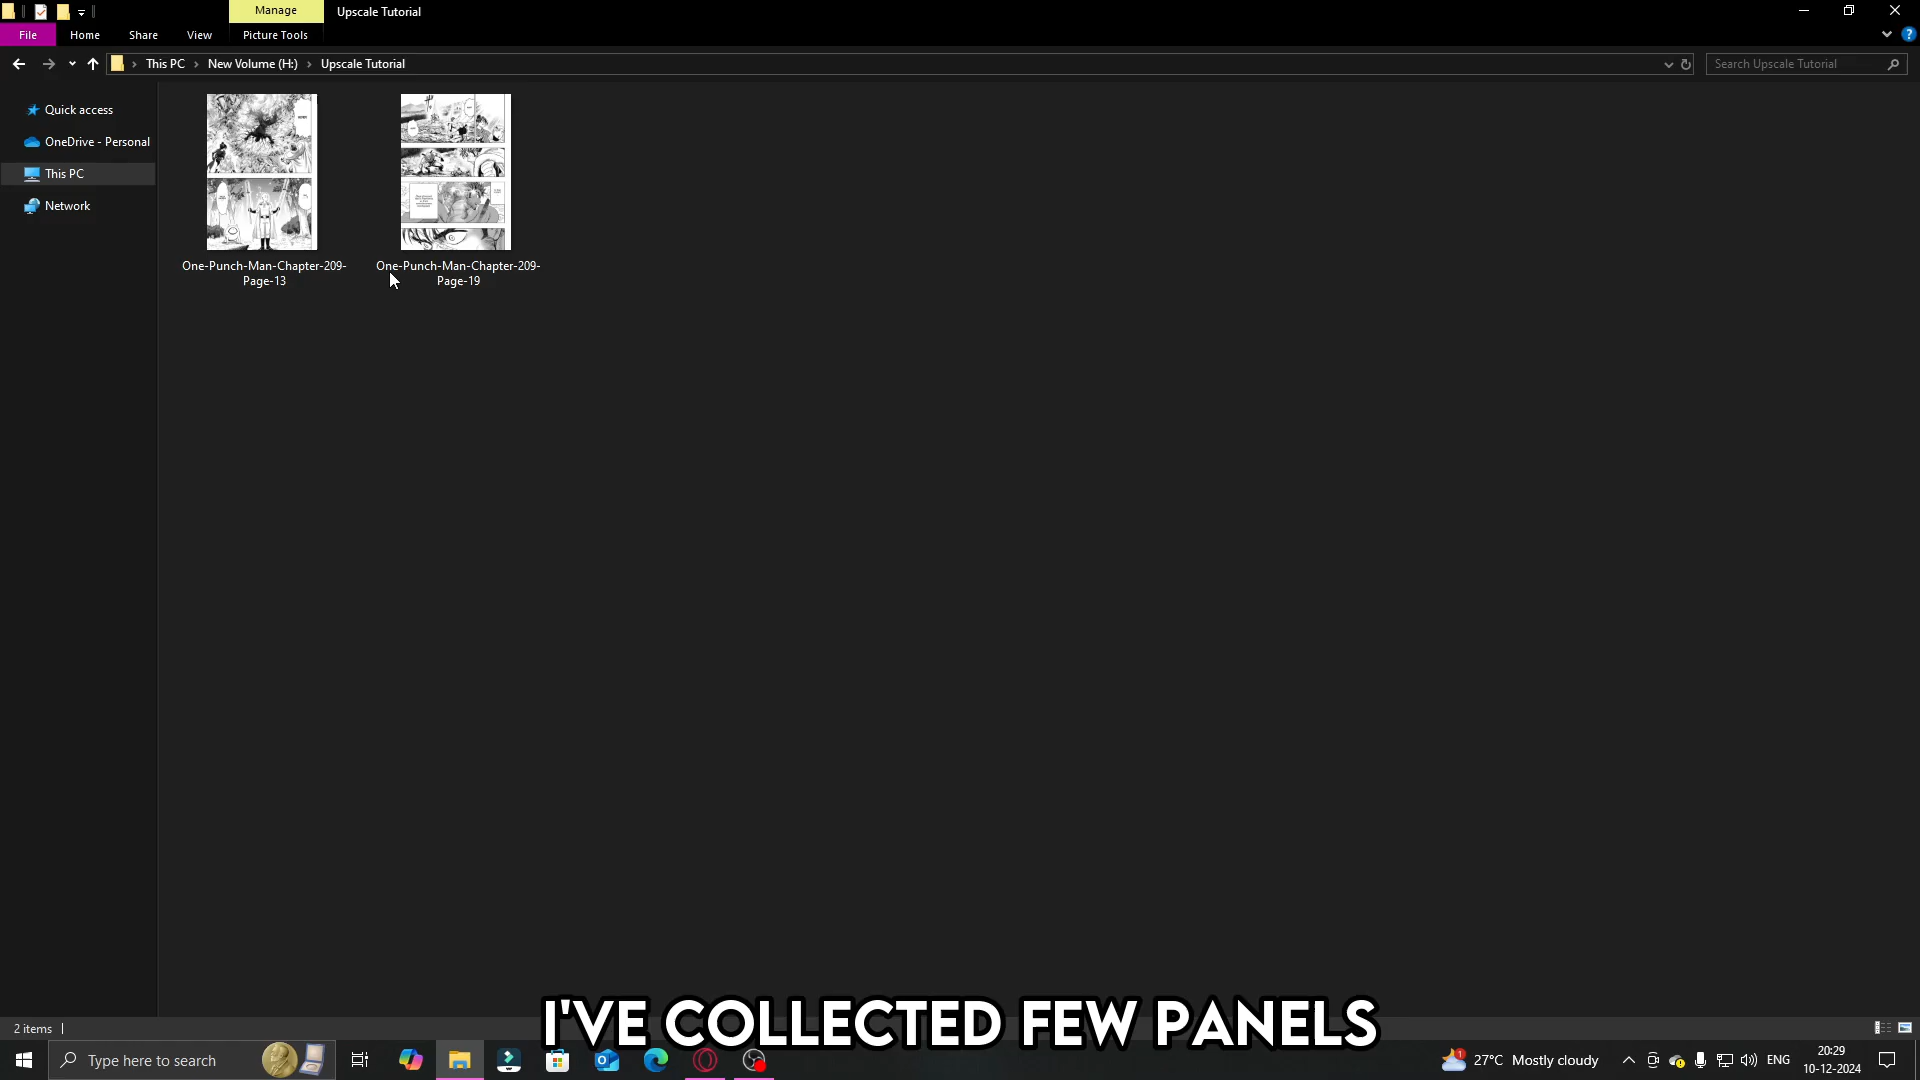 Manage
Upscale Tutorial
File
Home
Share
View
Picture Tools
This PC
New Volume (H:)
Upscale Tutorial
Search Upscale Tutorial
Quick access
OneDrive - Personal
This PC
Network
One-Punch-Man-Chapter-209-
Page-13
One-Punch-Man-Chapter-209-
Page-19
I'VE COLLECTED FEW PANELS
2 items
Type here to search
1
27°C Mostly cloudy
ENG
20:29
10-12-2024